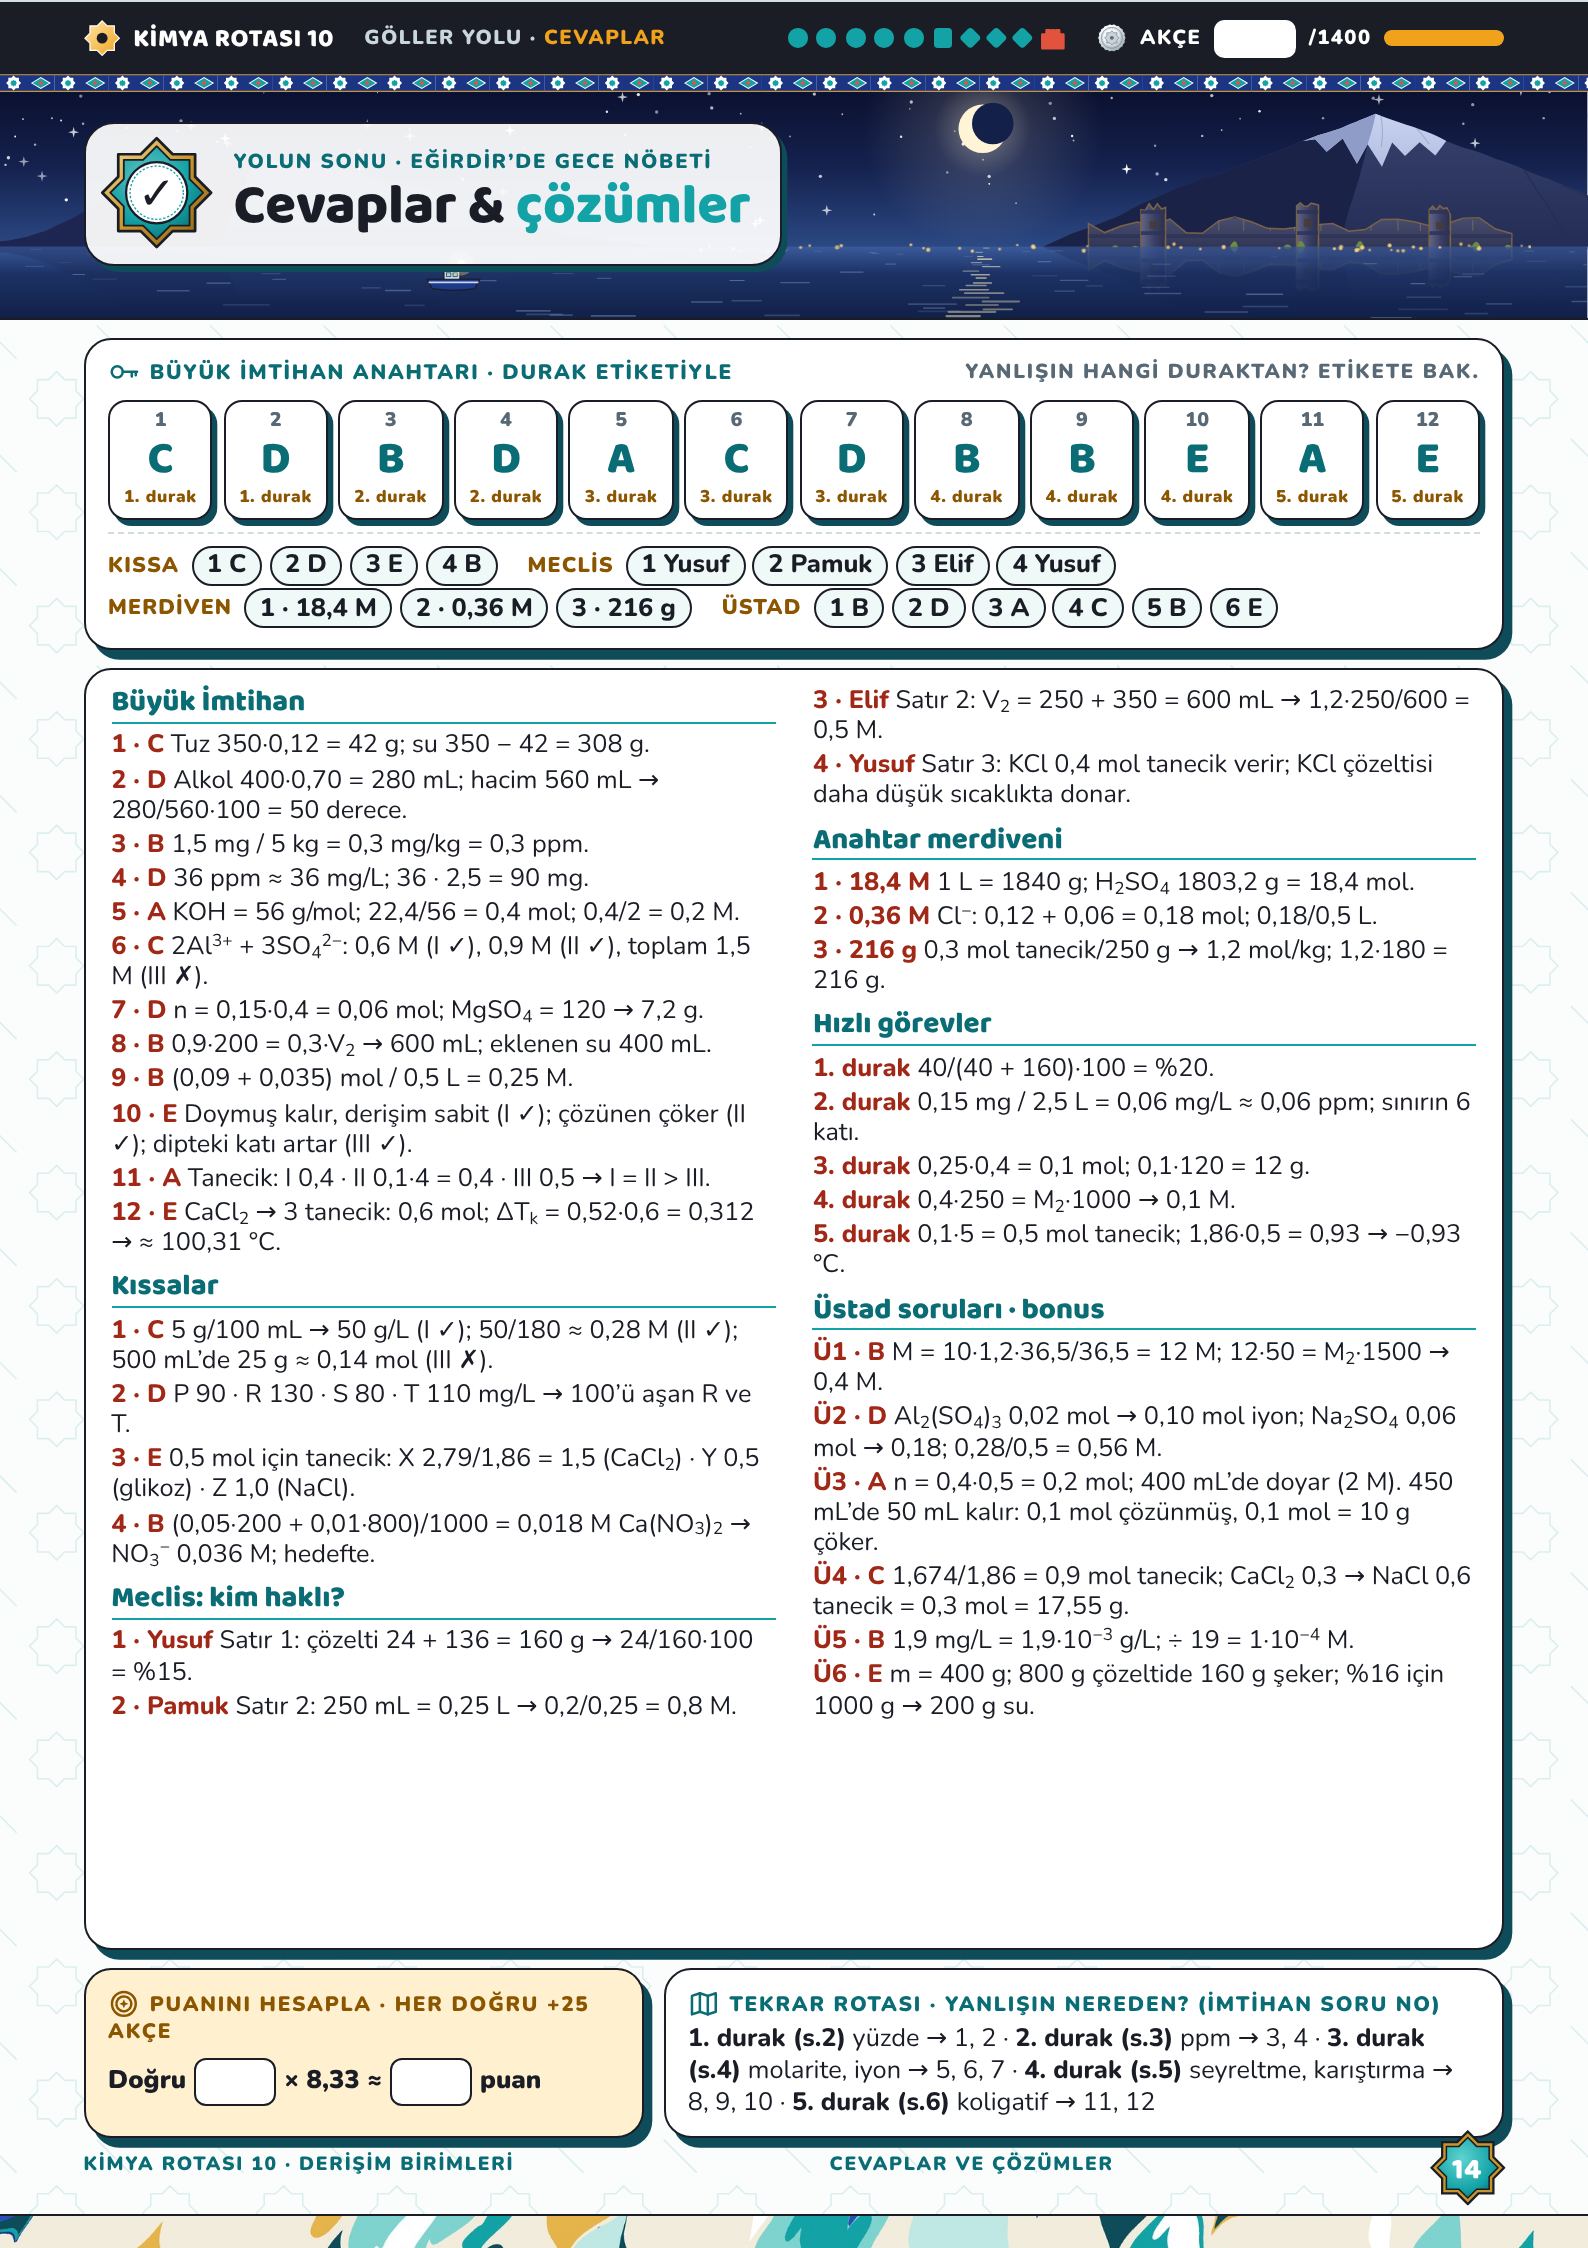 KİMYA ROTASI 10 GÖLLER YOLU · CEVAPLAR AKÇE /1400
YOLUN SONU · EĞİRDİR’DE GECE NÖBETİ
Cevaplar & çözümler
BÜYÜK İMTİHAN ANAHTARI · DURAK ETİKETİYLE YANLIŞIN HANGİ DURAKTAN? ETİKETE BAK.
1 2 3 4 5 6 7 8 9 10 11 12
C D B D A C D B B E A E
1. durak 1. durak 2. durak 2. durak 3. durak 3. durak 3. durak 4. durak 4. durak 4. durak 5. durak 5. durak
KISSA 1 C 2 D 3 E 4 B MECLİS 1 Yusuf 2 Pamuk 3 Elif 4 Yusuf
MERDİVEN 1 · 18,4 M 2 · 0,36 M 3 · 216 g ÜSTAD 1 B 2 D 3 A 4 C 5 B 6 E
Büyük İmtihan
1 · C Tuz 350·0,12 = 42 g; su 350 − 42 = 308 g.
2 · D Alkol 400·0,70 = 280 mL; hacim 560 mL →
280/560·100 = 50 derece.
3 · B 1,5 mg / 5 kg = 0,3 mg/kg = 0,3 ppm.
4 · D 36 ppm ≈ 36 mg/L; 36 · 2,5 = 90 mg.
5 · A KOH = 56 g/mol; 22,4/56 = 0,4 mol; 0,4/2 = 0,2 M.
6 · C 2Al³⁺ + 3SO₄²⁻: 0,6 M (I ✓), 0,9 M (II ✓), toplam 1,5
M (III ✗).
7 · D n = 0,15·0,4 = 0,06 mol; MgSO₄ = 120 → 7,2 g.
8 · B 0,9·200 = 0,3·V₂ → 600 mL; eklenen su 400 mL.
9 · B (0,09 + 0,035) mol / 0,5 L = 0,25 M.
10 · E Doymuş kalır, derişim sabit (I ✓); çözünen çöker (II
✓); dipteki katı artar (III ✓).
11 · A Tanecik: I 0,4 · II 0,1·4 = 0,4 · III 0,5 → I = II > III.
12 · E CaCl₂ → 3 tanecik: 0,6 mol; ΔTₖ = 0,52·0,6 = 0,312
→ ≈ 100,31 °C.
Kıssalar
1 · C 5 g/100 mL → 50 g/L (I ✓); 50/180 ≈ 0,28 M (II ✓);
500 mL’de 25 g ≈ 0,14 mol (III ✗).
2 · D P 90 · R 130 · S 80 · T 110 mg/L → 100’ü aşan R ve
T.
3 · E 0,5 mol için tanecik: X 2,79/1,86 = 1,5 (CaCl₂) · Y 0,5
(glikoz) · Z 1,0 (NaCl).
4 · B (0,05·200 + 0,01·800)/1000 = 0,018 M Ca(NO₃)₂ →
NO₃⁻ 0,036 M; hedefte.
Meclis: kim haklı?
1 · Yusuf Satır 1: çözelti 24 + 136 = 160 g → 24/160·100
= %15.
2 · Pamuk Satır 2: 250 mL = 0,25 L → 0,2/0,25 = 0,8 M.
3 · Elif Satır 2: V₂ = 250 + 350 = 600 mL → 1,2·250/600 =
0,5 M.
4 · Yusuf Satır 3: KCl 0,4 mol tanecik verir; KCl çözeltisi
daha düşük sıcaklıkta donar.
Anahtar merdiveni
1 · 18,4 M 1 L = 1840 g; H₂SO₄ 1803,2 g = 18,4 mol.
2 · 0,36 M Cl⁻: 0,12 + 0,06 = 0,18 mol; 0,18/0,5 L.
3 · 216 g 0,3 mol tanecik/250 g → 1,2 mol/kg; 1,2·180 =
216 g.
Hızlı görevler
1. durak 40/(40 + 160)·100 = %20.
2. durak 0,15 mg / 2,5 L = 0,06 mg/L ≈ 0,06 ppm; sınırın 6
katı.
3. durak 0,25·0,4 = 0,1 mol; 0,1·120 = 12 g.
4. durak 0,4·250 = M₂·1000 → 0,1 M.
5. durak 0,1·5 = 0,5 mol tanecik; 1,86·0,5 = 0,93 → −0,93
°C.
Üstad soruları · bonus
Ü1 · B M = 10·1,2·36,5/36,5 = 12 M; 12·50 = M₂·1500 →
0,4 M.
Ü2 · D Al₂(SO₄)₃ 0,02 mol → 0,10 mol iyon; Na₂SO₄ 0,06
mol → 0,18; 0,28/0,5 = 0,56 M.
Ü3 · A n = 0,4·0,5 = 0,2 mol; 400 mL’de doyar (2 M). 450
mL’de 50 mL kalır: 0,1 mol çözünmüş, 0,1 mol = 10 g
çöker.
Ü4 · C 1,674/1,86 = 0,9 mol tanecik; CaCl₂ 0,3 → NaCl 0,6
tanecik = 0,3 mol = 17,55 g.
Ü5 · B 1,9 mg/L = 1,9·10⁻³ g/L; ÷ 19 = 1·10⁻⁴ M.
Ü6 · E m = 400 g; 800 g çözeltide 160 g şeker; %16 için
1000 g → 200 g su.
PUANINI HESAPLA · HER DOĞRU +25
AKÇE
Doğru × 8,33 ≈ puan
TEKRAR ROTASI · YANLIŞIN NEREDEN? (İMTİHAN SORU NO)
1. durak (s.2) yüzde → 1, 2 · 2. durak (s.3) ppm → 3, 4 · 3. durak
(s.4) molarite, iyon → 5, 6, 7 · 4. durak (s.5) seyreltme, karıştırma →
8, 9, 10 · 5. durak (s.6) koligatif → 11, 12
KİMYA ROTASI 10 · DERİŞİM BİRİMLERİ CEVAPLAR VE ÇÖZÜMLER 14